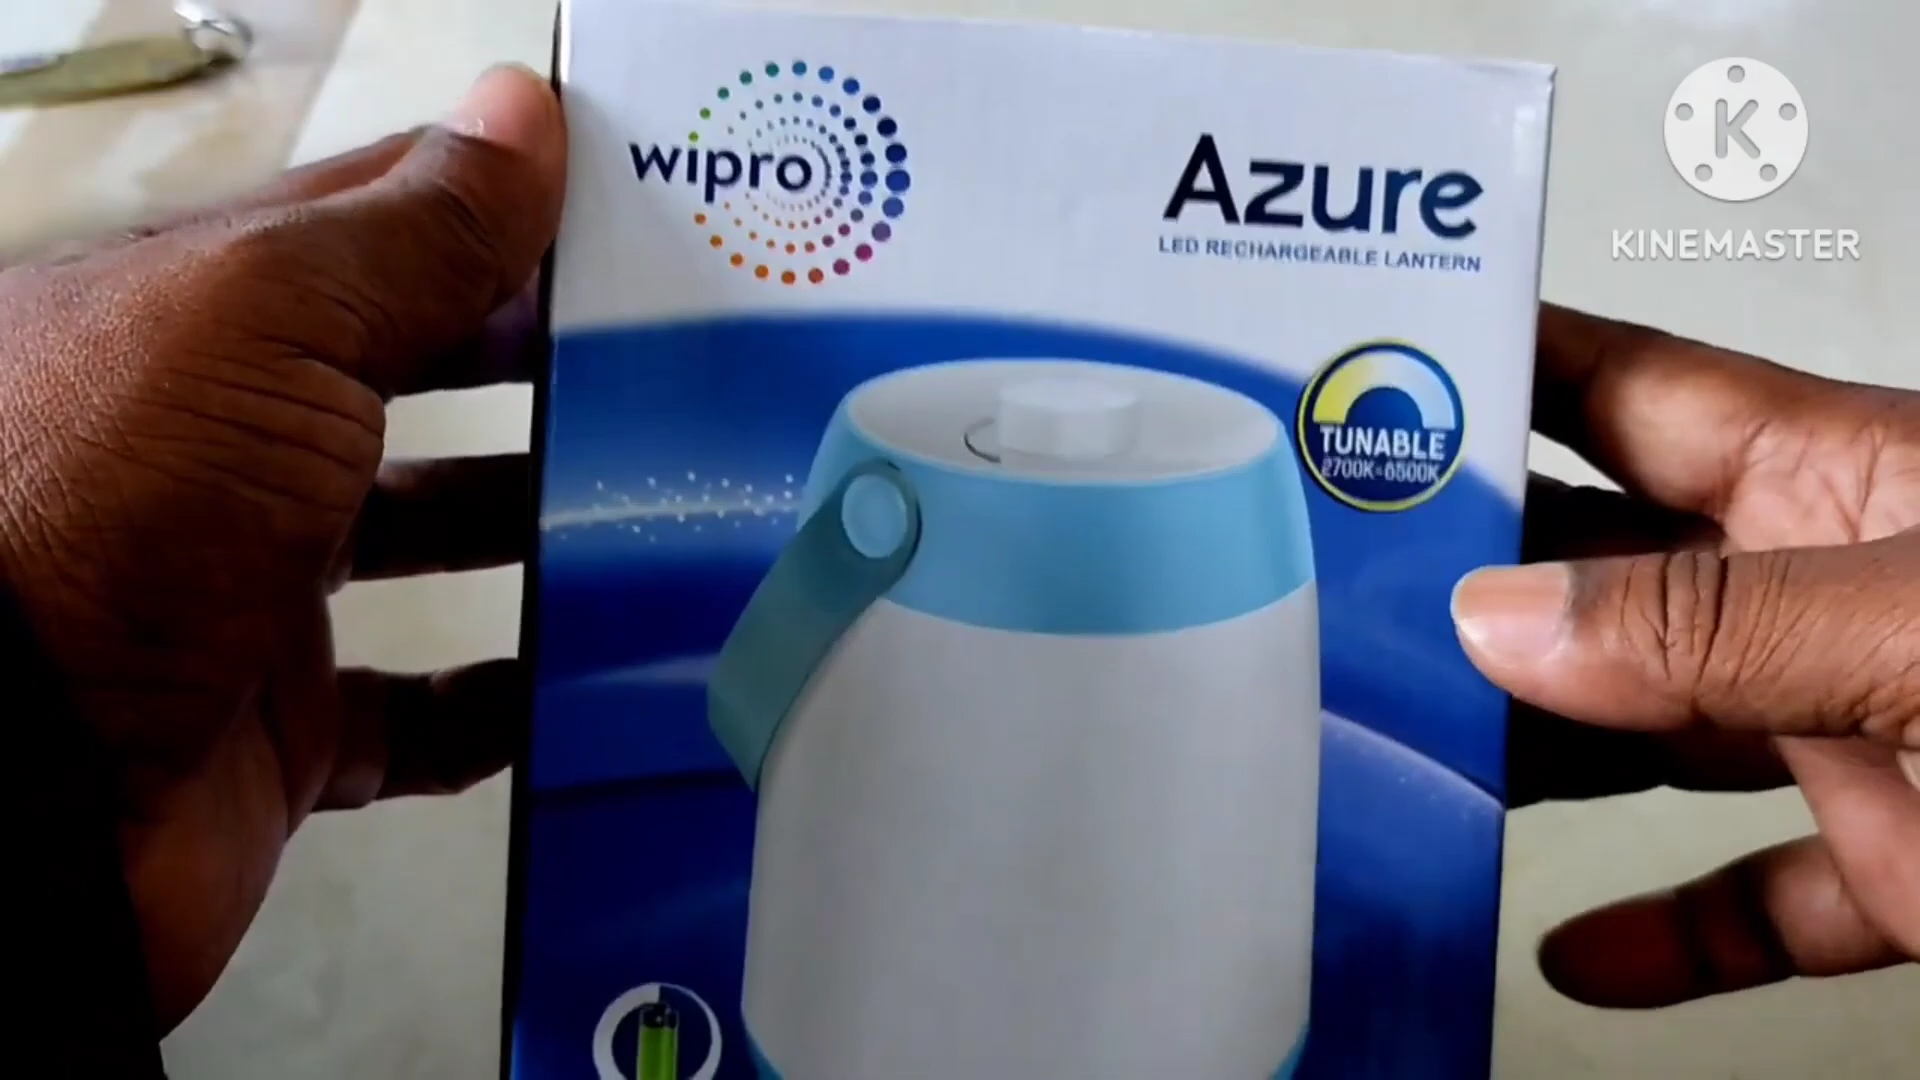 wipro
Azure
LED RECHARGEABLE LANTERN
TUNABLE
2700K-6500K
K
KINEMASTER